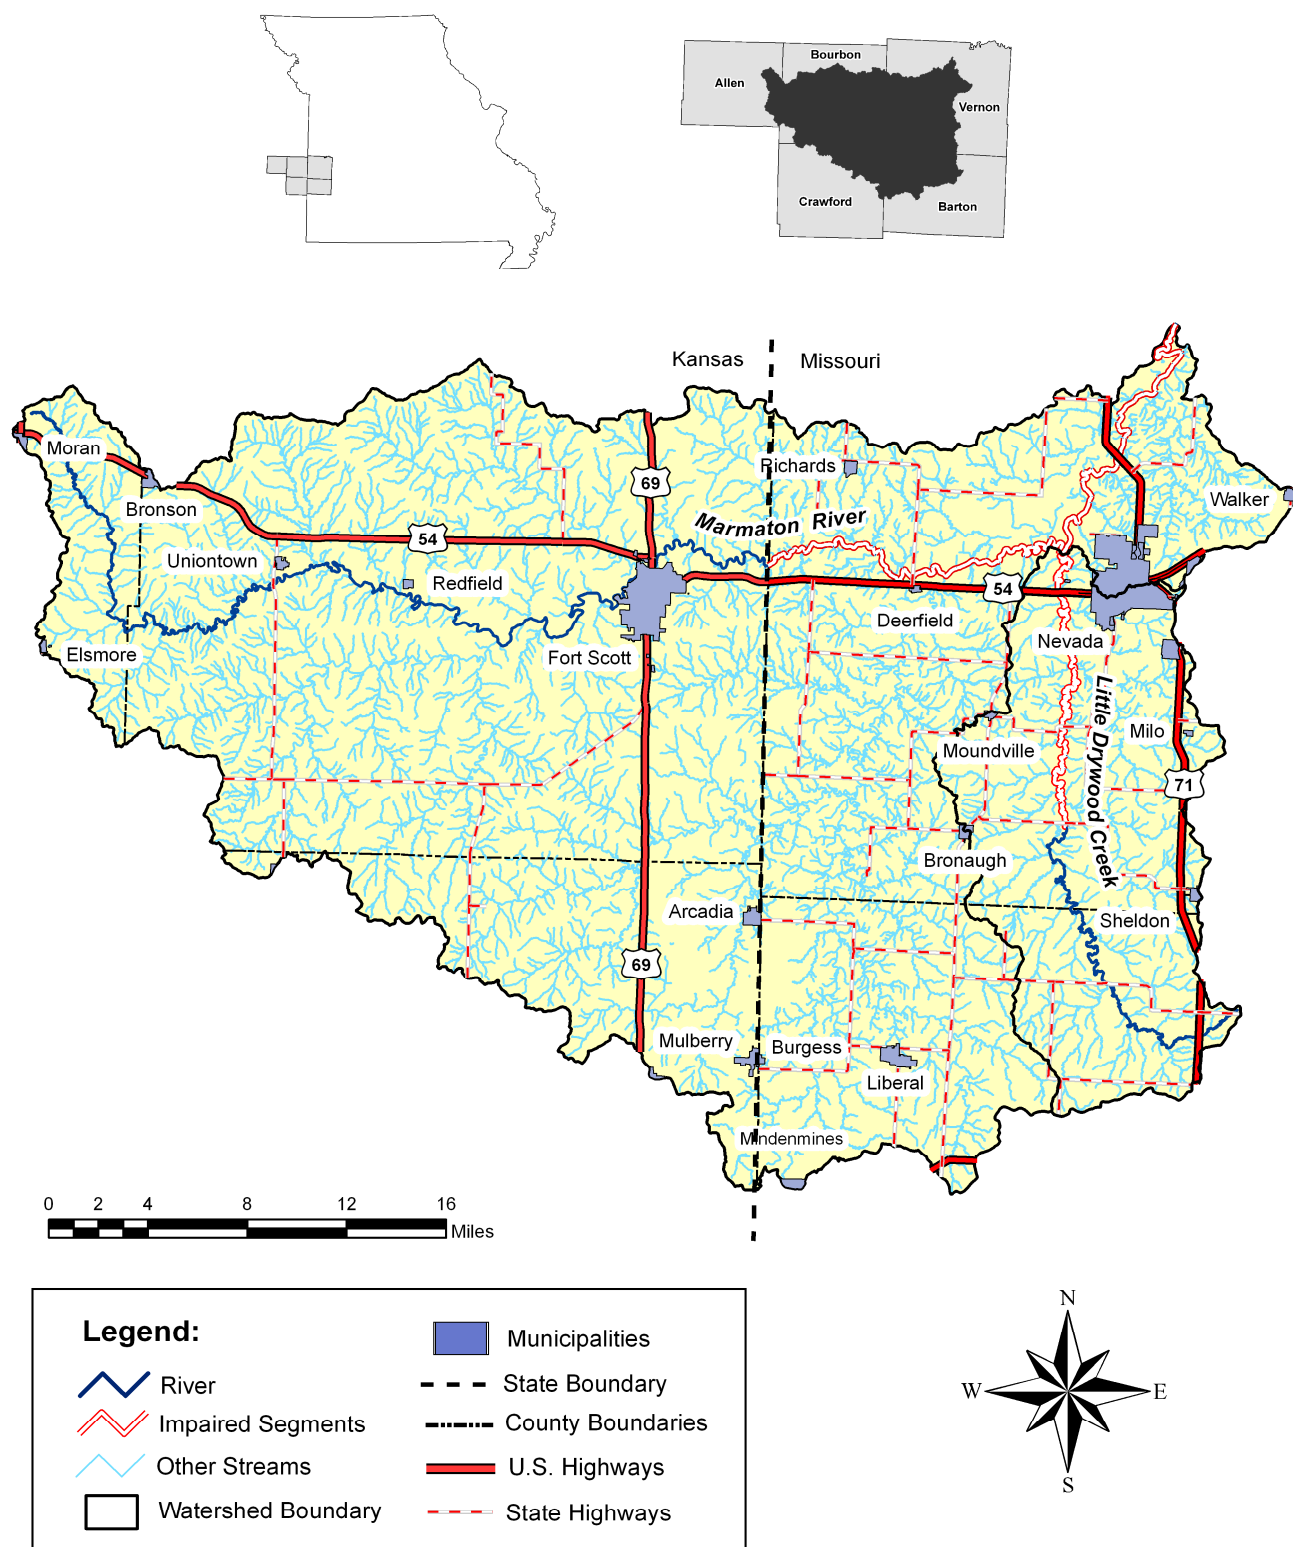 Bourbon
Allen
Vernon
Crawford
Barton
Kansas
Missouri
Moran
69
Richards
Bronson
Walker
Marmaton River
54
Uniontown
Redfield
54
Deerfield
Fort Scott
Nevada
Elsmore
Little Drywood Creek
Milo
Moundville
71
Bronaugh
Arcadia
Sheldon
69
Mulberry
Burgess
Liberal
Mindenmines
0 2 4 8 12 16
Miles
Legend:
River
Impaired Segments
Other Streams
Watershed Boundary
Municipalities
State Boundary
County Boundaries
U.S. Highways
State Highways
N
W
E
S